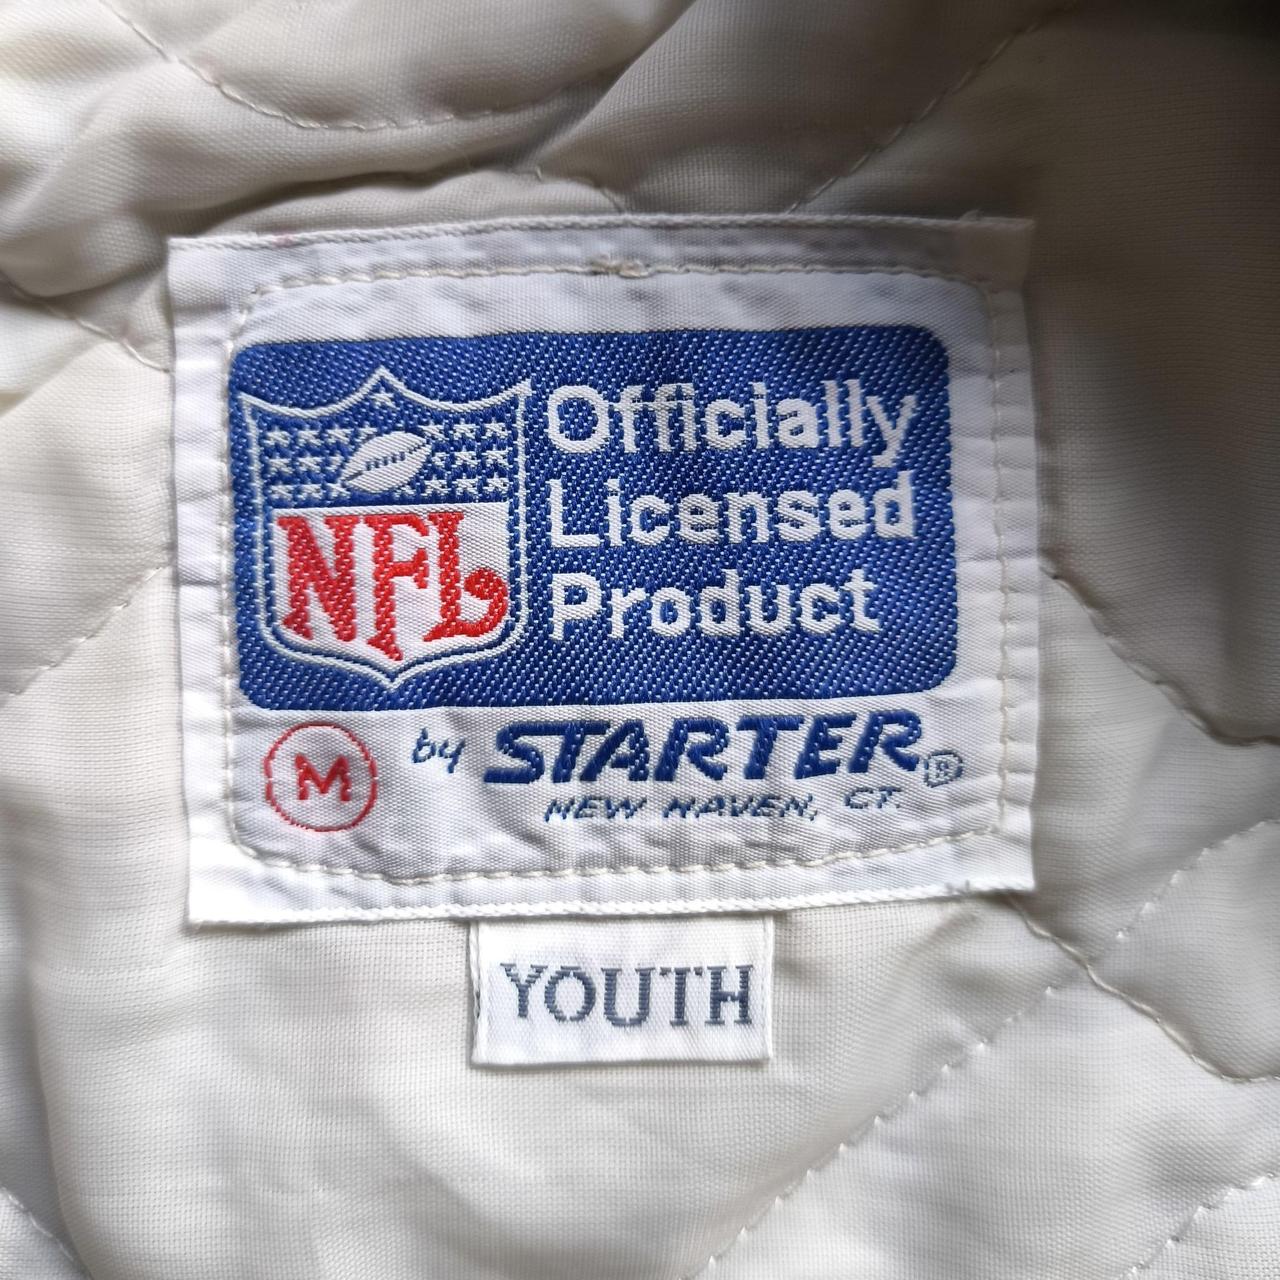 Officially
Licensed
Product
NFL
M
by STARTER®
NEW HAVEN, CT.
YOUTH